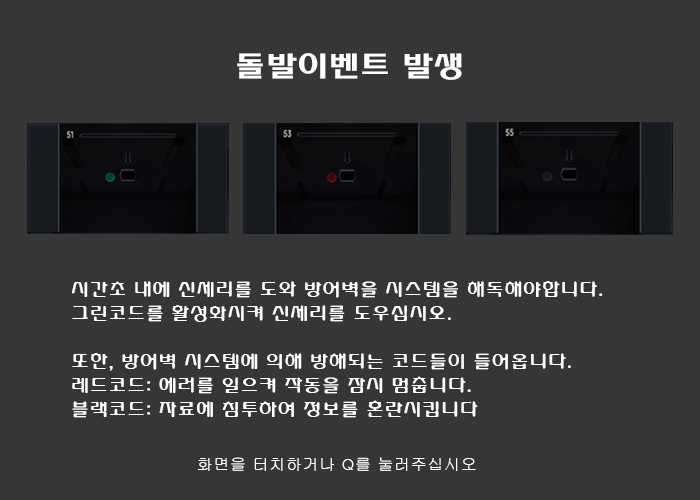 돌발이벤트 발생
51 53 55
시간초 내에 신세리를 도와 방어벽을 시스템을 해독해야합니다.
그린코드를 활성화시켜 신세리를 도우십시오.
또한, 방어벽 시스템에 의해 방해되는 코드들이 들어옵니다.
레드코드: 에러를 일으켜 작동을 잠시 멈춥니다.
블랙코드: 자료에 침투하여 정보를 혼란시킵니다
화면을 터치하거나 Q를 눌러주십시오